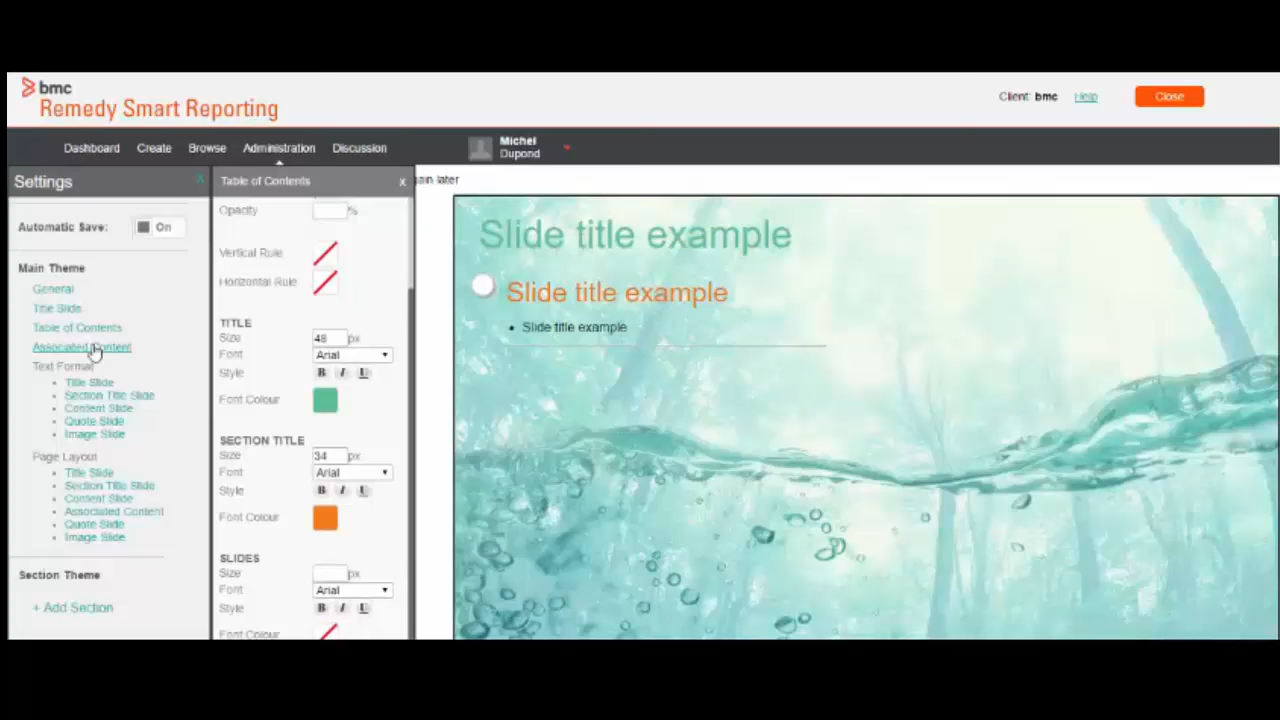 bmc
Remedy Smart Reporting
Client: bmc Help Close
Dashboard Create Browse Administration Discussion
Michel
Dupond
Settings X
Automatic Save: On
Main Theme
General
Title Slide
Table of Contents
Associated Content
Text Format
• Title Slide
• Section Title Slide
• Content Slide
• Quote Slide
• Image Slide
Page Layout
• Title Slide
• Section Title Slide
• Content Slide
• Associated Content
• Quote Slide
• Image Slide
Section Theme
+ Add Section
Table of Contents X
Opacity %
Vertical Rule
Horizontal Rule
TITLE
Size 48 px
Font Arial
Style B I U
Font Colour
SECTION TITLE
Size 34 px
Font Arial
Style B I U
Font Colour
SLIDES
Size px
Font Arial
Style B I U
Font Colour
later
Slide title example
Slide title example
• Slide title example